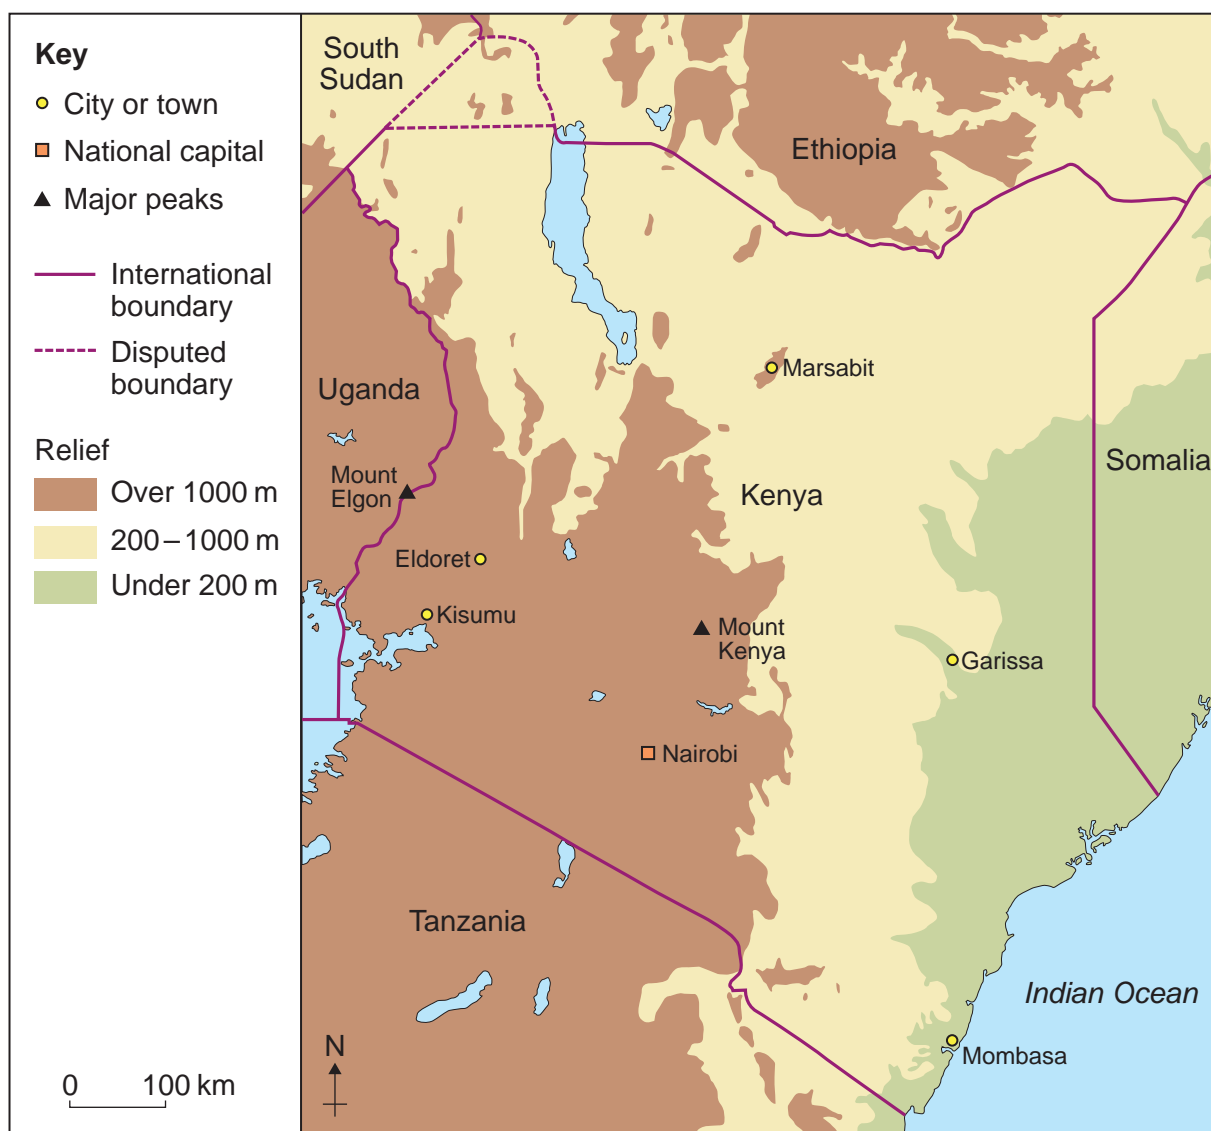 Key
City or town
National capital
Major peaks
International
boundary
Disputed
boundary
Relief
Over 1000 m
200–1000 m
Under 200 m
0 100 km
South
Sudan
Ethiopia
Uganda
Marsabit
Somalia
Mount
Elgon
Kenya
Eldoret
Kisumu
Mount
Kenya
Garissa
Nairobi
Tanzania
Indian Ocean
N
Mombasa